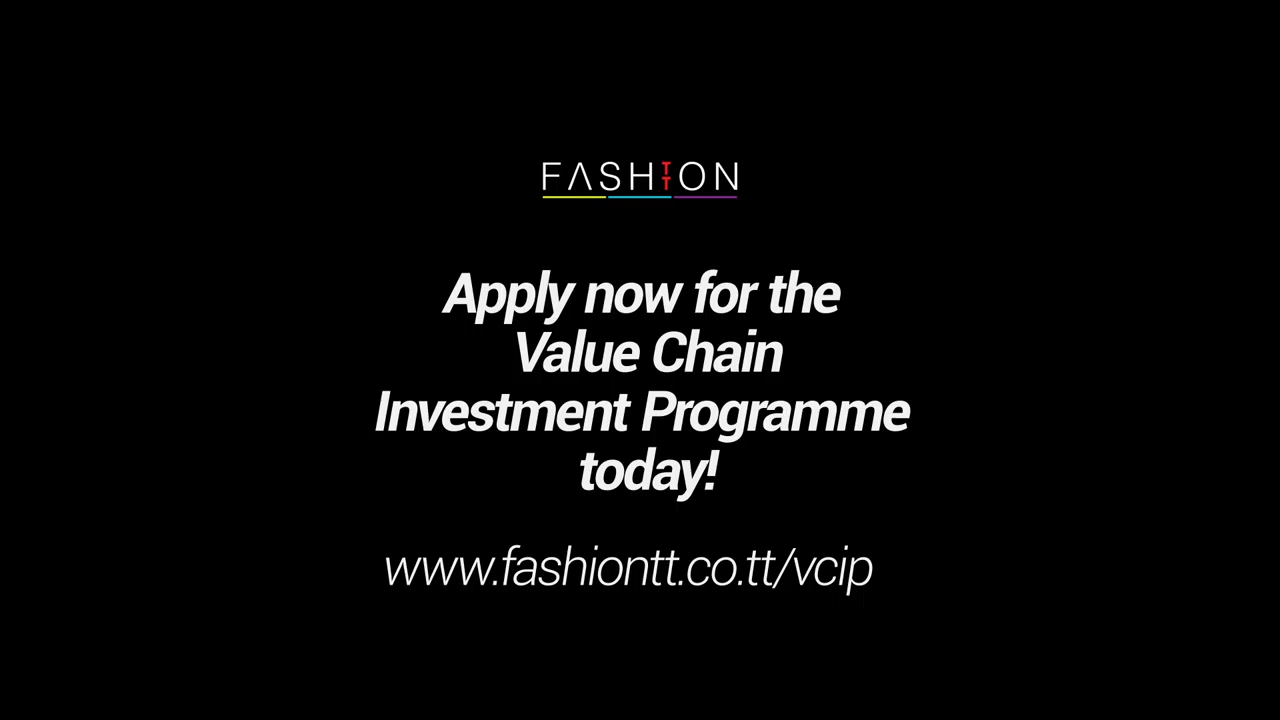 FASHION
Apply now for the
Value Chain
Investment Programme
today!
www.fashiontt.co.tt/vcip